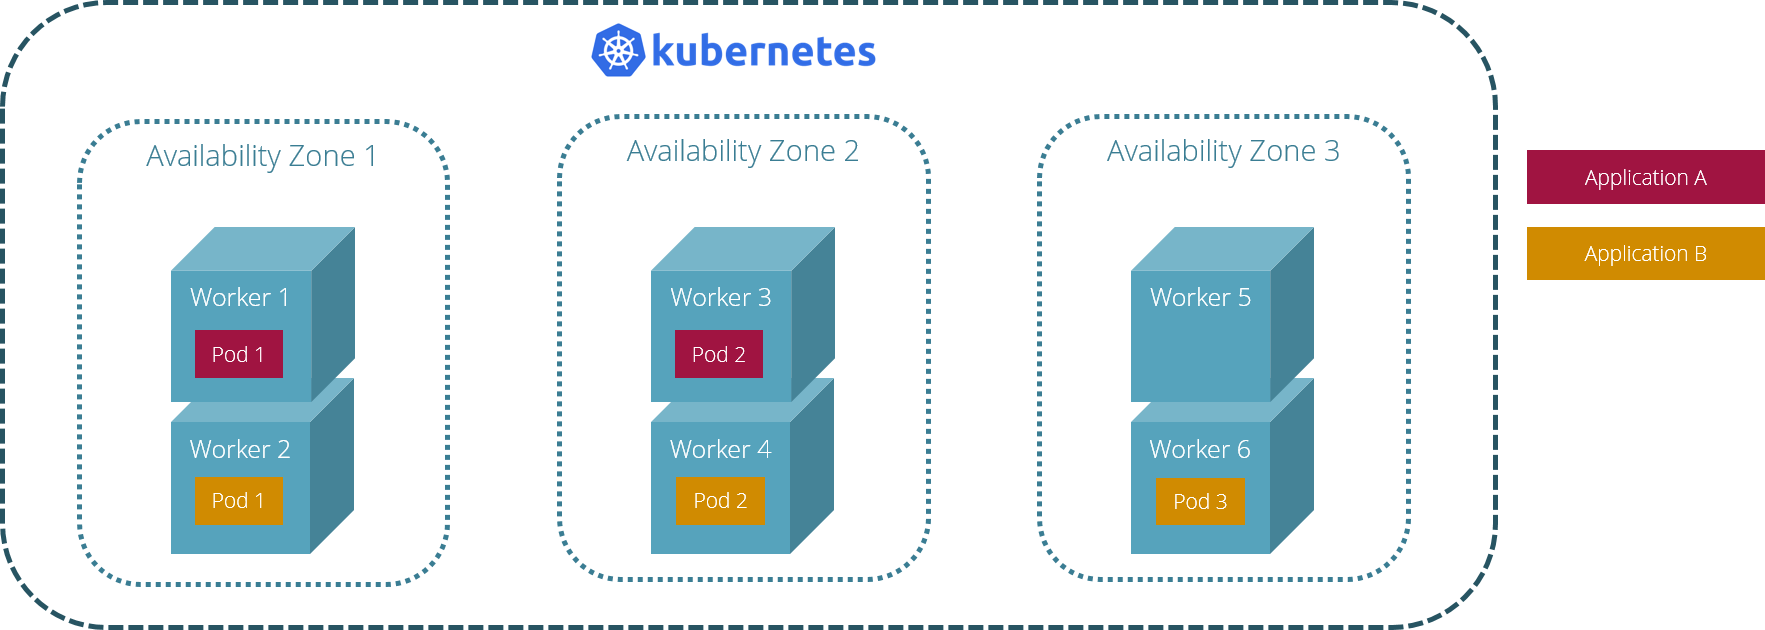 kubernetes
Availability Zone 1
Worker 1
Pod 1
Worker 2
Pod 1
Availability Zone 2
Worker 3
Pod 2
Worker 4
Pod 2
Availability Zone 3
Worker 5
Worker 6
Pod 3
Application A
Application B